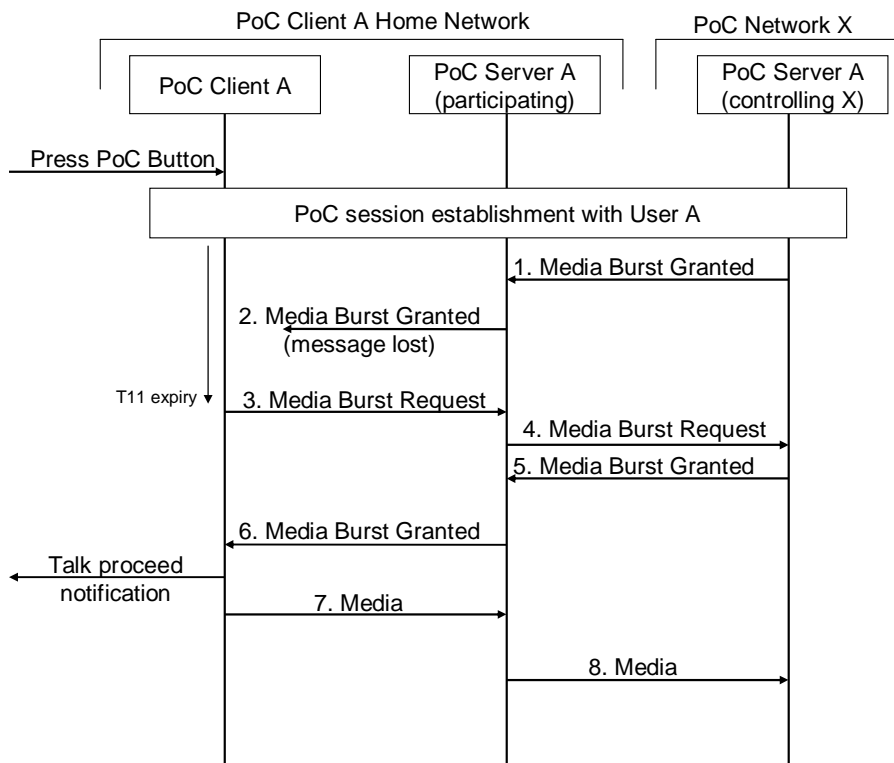 PoC Client A Home Network
PoC Network X
PoC Client A
PoC Server A
(participating)
PoC Server A
(controlling X)
Press PoC Button
PoC session establishment with User A
1. Media Burst Granted
2. Media Burst Granted
(message lost)
T11 expiry
3. Media Burst Request
4. Media Burst Request
5. Media Burst Granted
6. Media Burst Granted
Talk proceed
notification
7. Media
8. Media